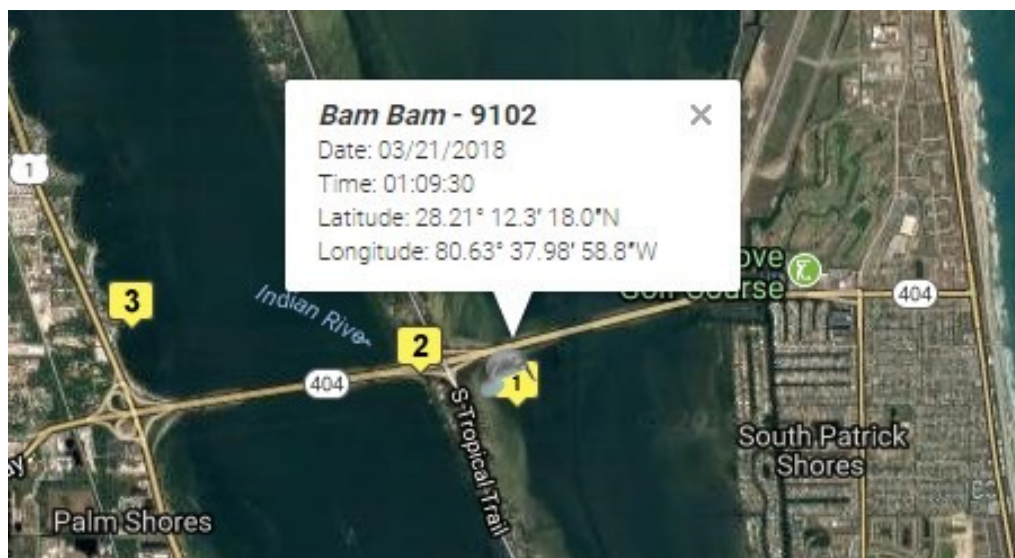 1
Bam Bam - 9102
Date: 03/21/2018
Time: 01:09:30
Latitude: 28.21° 12.3' 18.0"N
Longitude: 80.63° 37.98' 58.8"W
Golf Course
404
3
Indian River
2
404
1
S Tropical Trail
South Patrick
Shores
Palm Shores